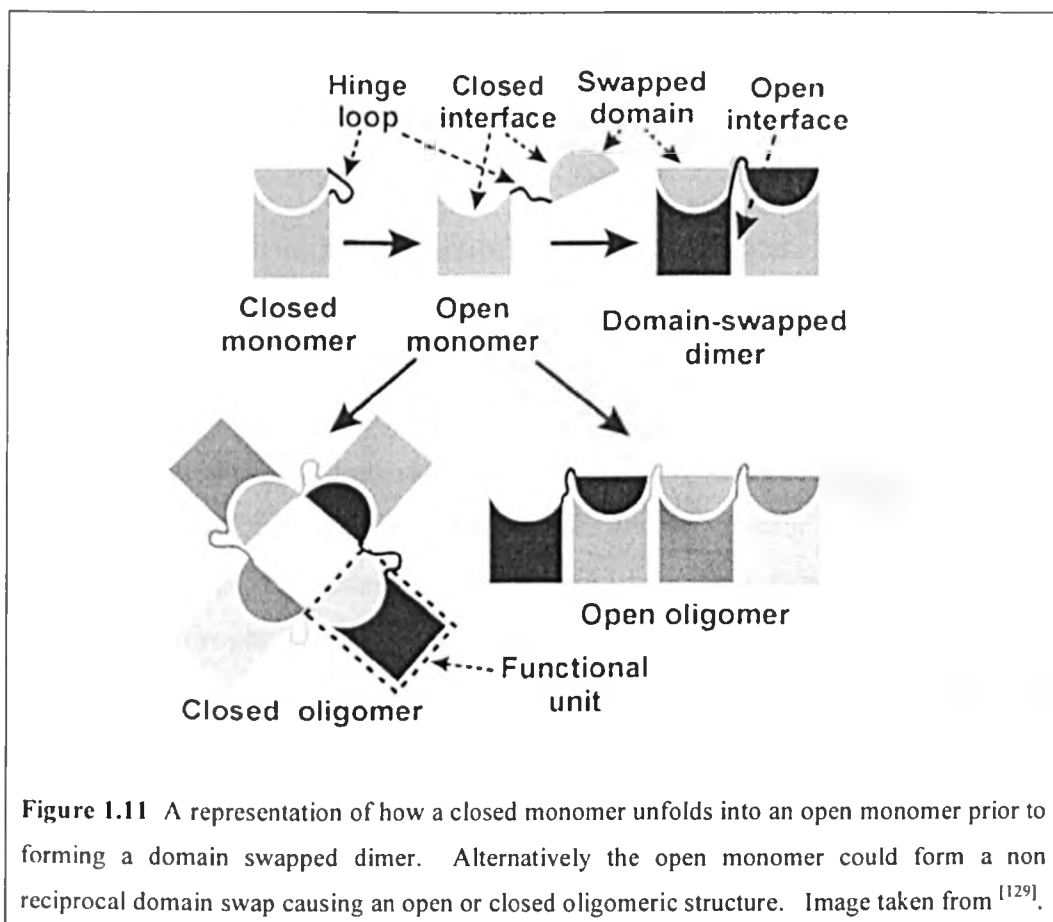 Hinge
loop
Closed
interface
Swapped
domain
Open
interface
Closed
monomer
Open
monomer
Domain-swapped
dimer
Open oligomer
Functional
unit
Closed oligomer
Figure 1.11 A representation of how a closed monomer unfolds into an open monomer prior to
forming a domain swapped dimer. Alternatively the open monomer could form a non
reciprocal domain swap causing an open or closed oligomeric structure. Image taken from [129].